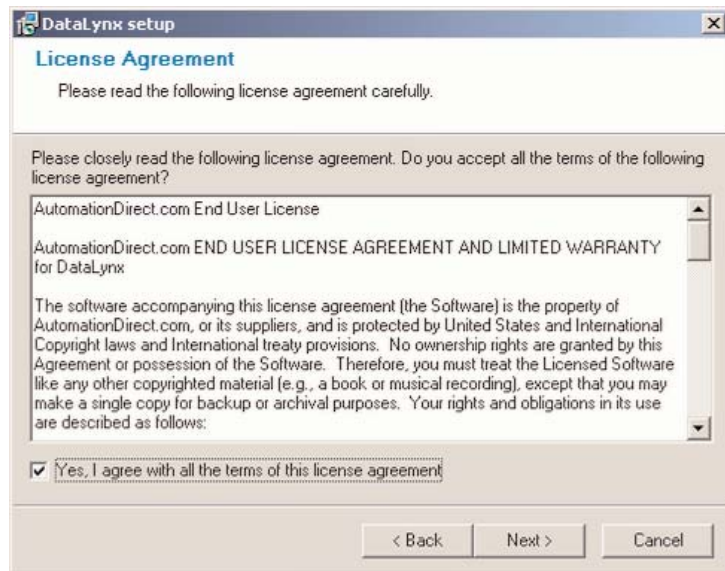 DataLynx setup
License Agreement
Please read the following license agreement carefully.
Please closely read the following license agreement. Do you accept all the terms of the following
license agreement?
AutomationDirect.com End User License
AutomationDirect.com END USER LICENSE AGREEMENT AND LIMITED WARRANTY
for DataLynx
The software accompanying this license agreement (the Software) is the property of
AutomationDirect.com, or its suppliers, and is protected by United States and International
Copyright laws and International treaty provisions.  No ownership rights are granted by this
Agreement or possession of the Software.  Therefore, you must treat the Licensed Software
like any other copyrighted material (e.g., a book or musical recording), except that you may
make a single copy for backup or archival purposes.  Your rights and obligations in its use
are described as follows:
Yes, I agree with all the terms of this license agreement
< Back
Next >
Cancel